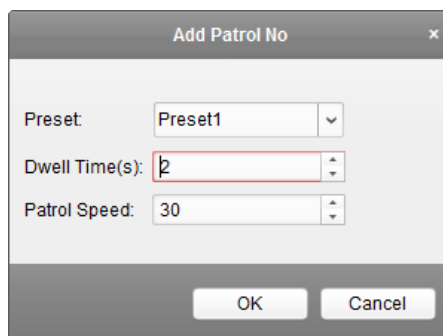 Add Patrol No ×
Preset: Preset1
Dwell Time(s): 2
Patrol Speed: 30
OK Cancel